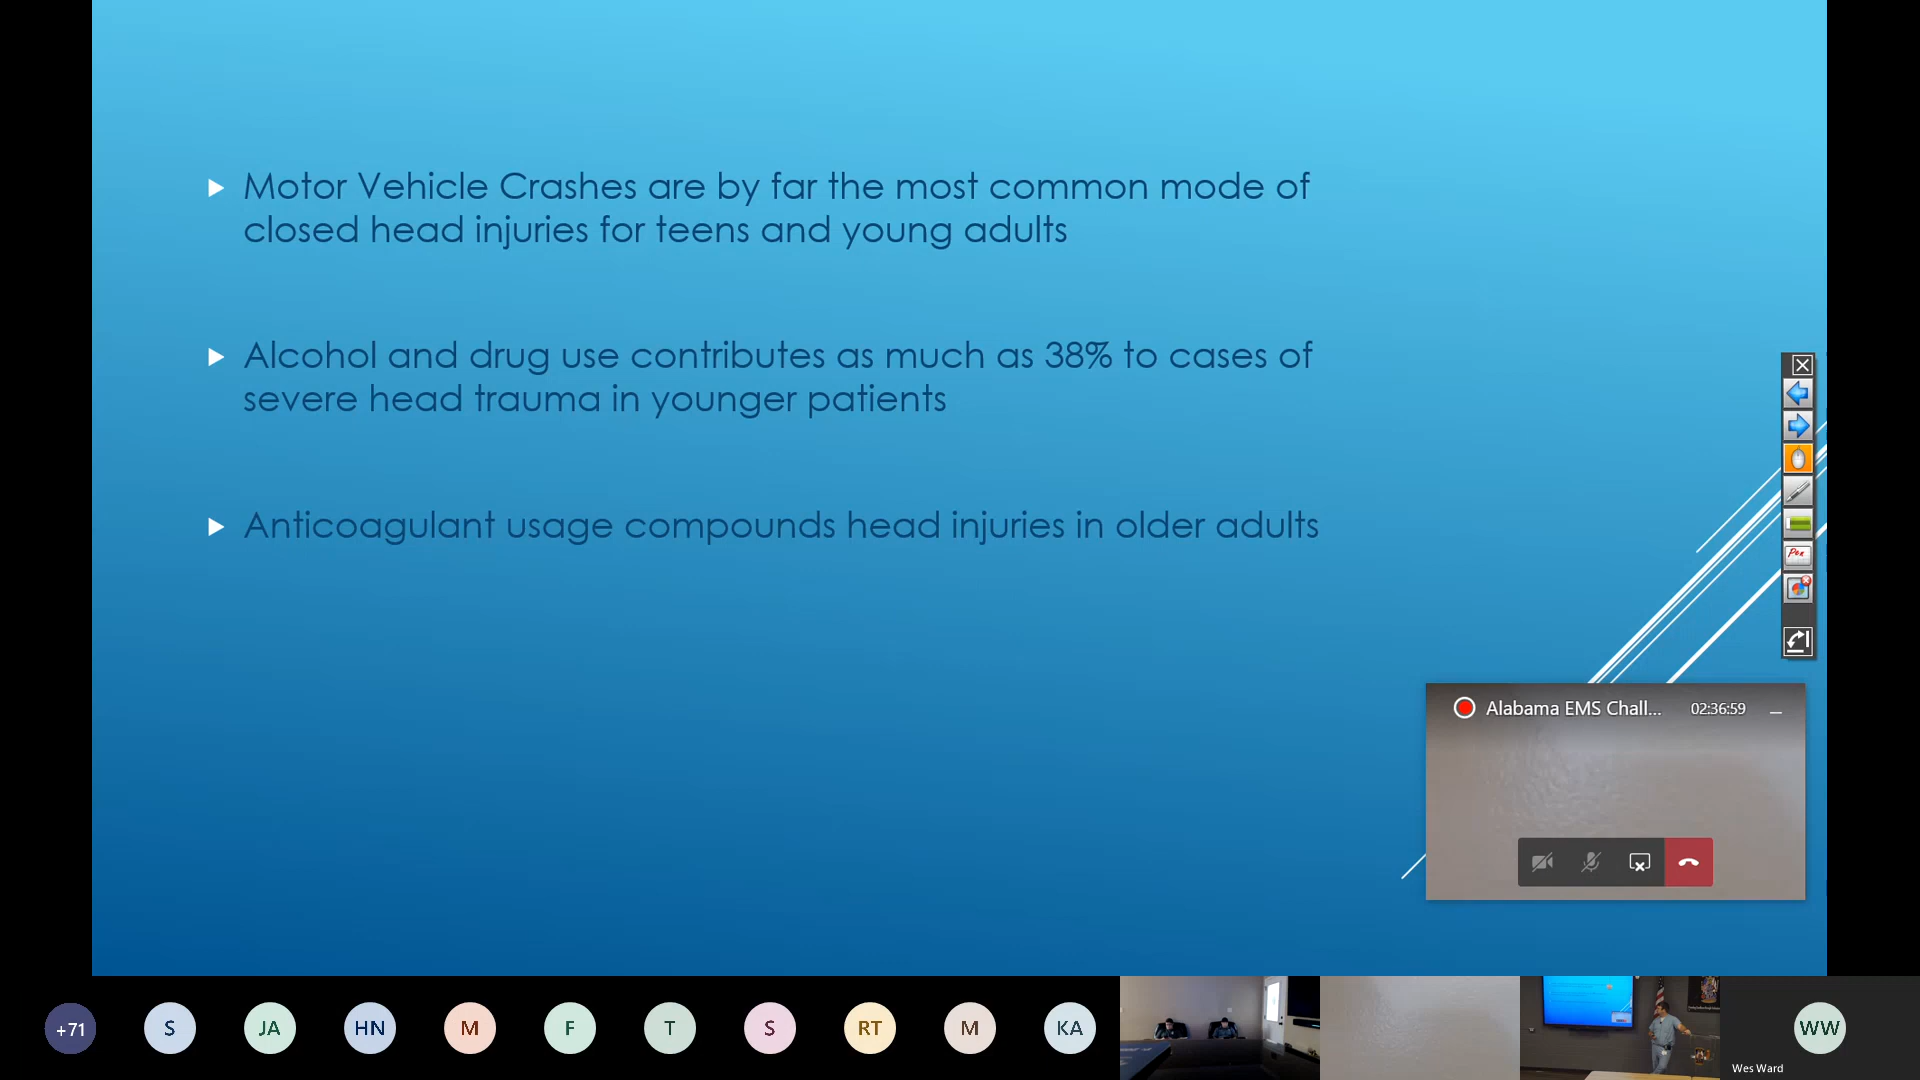 Motor Vehicle Crashes are by far the most common mode of
closed head injuries for teens and young adults
Alcohol and drug use contributes as much as 38% to cases of
severe head trauma in younger patients
Anticoagulant usage compounds head injuries in older adults
Pen
Alabama EMS Chall... 02:36:59
+71 S JA HN M F T S RT M KA WW
Wes Ward